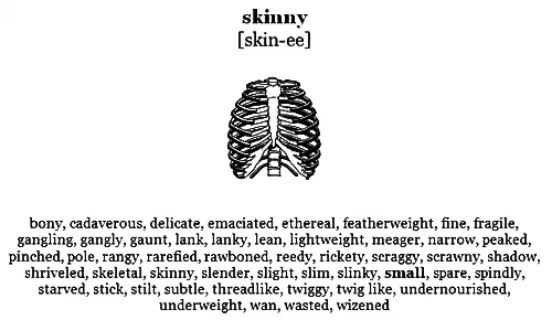 skinny
[skin-ee]
bony, cadaverous, delicate, emaciated, ethereal, featherweight, fine, fragile,
gangling, gangly, gaunt, lank, lanky, lean, lightweight, meager, narrow, peaked,
pinched, pole, rangy, rarefied, rawboned, reedy, rickety, scraggy, scrawny, shadow,
shriveled, skeletal, skinny, slender, slight, slim, slinky, small, spare, spindly,
starved, stick, stilt, subtle, threadlike, twiggy, twig like, undernourished,
underweight, wan, wasted, wizened